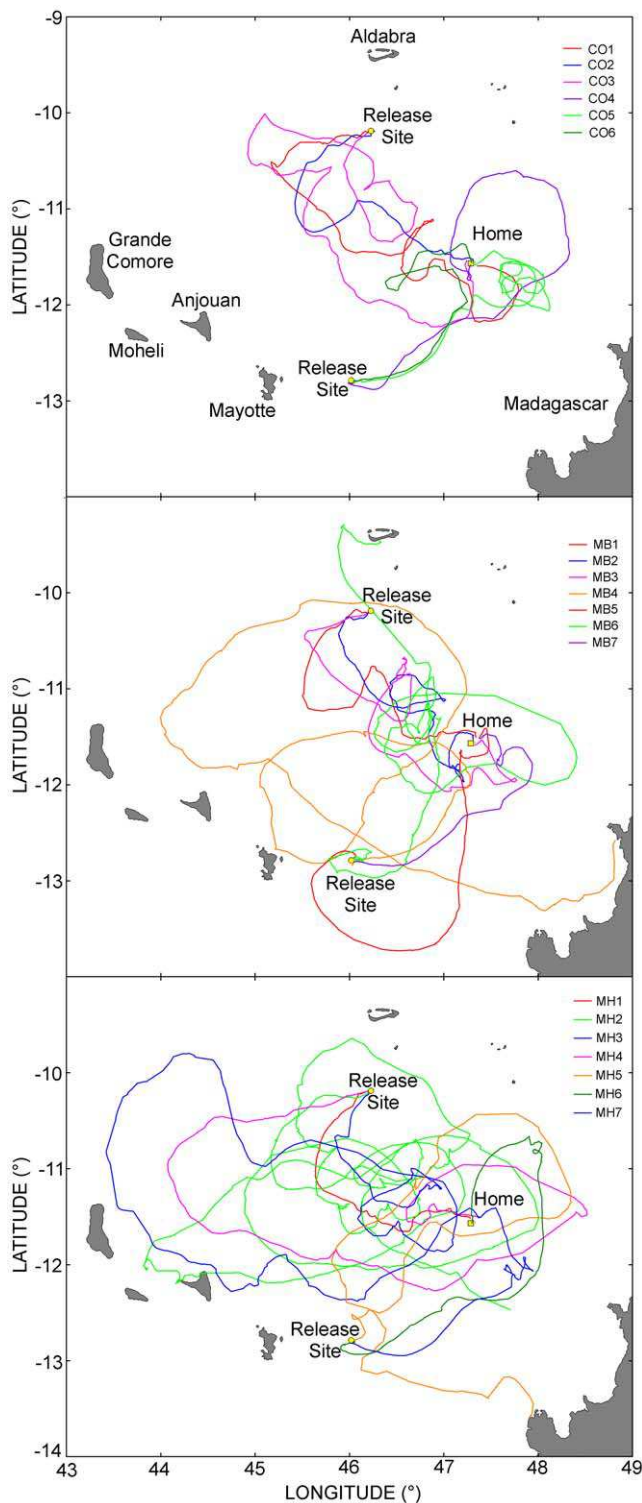 -9
Aldabra
CO1
CO2
CO3
CO4
CO5
CO6
-10
Release
Site
-11
Home
Grande
Comore
-12
Anjouan
Moheli
Release
Site
-13
Mayotte
Madagascar
LATITUDE (°)
MB1
MB2
MB3
MB4
MB5
MB6
MB7
-10
Release
Site
-11
Home
-12
-13
Release
Site
LATITUDE (°)
MH1
MH2
MH3
MH4
MH5
MH6
MH7
-10
Release
Site
-11
Home
-12
Release
Site
-13
-14
LATITUDE (°)
43 44 45 46 47 48 49
LONGITUDE (°)